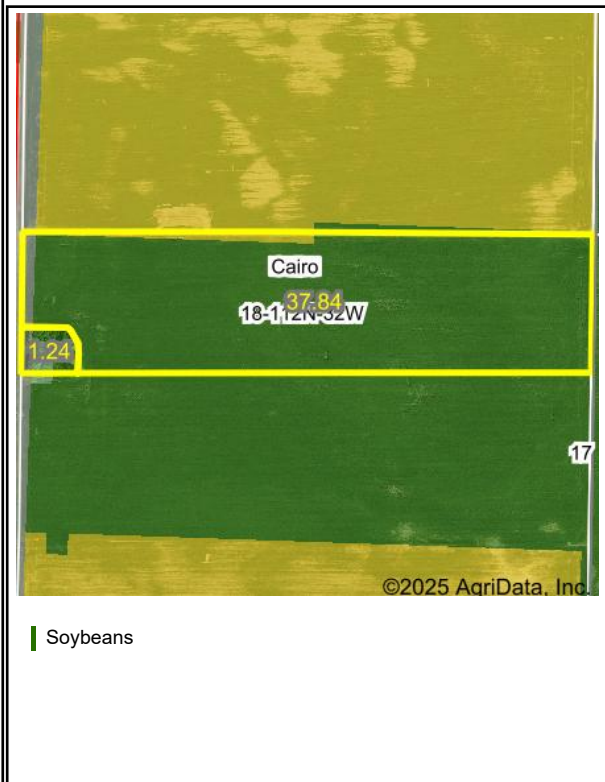 Cairo
37.84
18-112N-32W
1.24
17
©2025 AgriData, Inc.
Soybeans